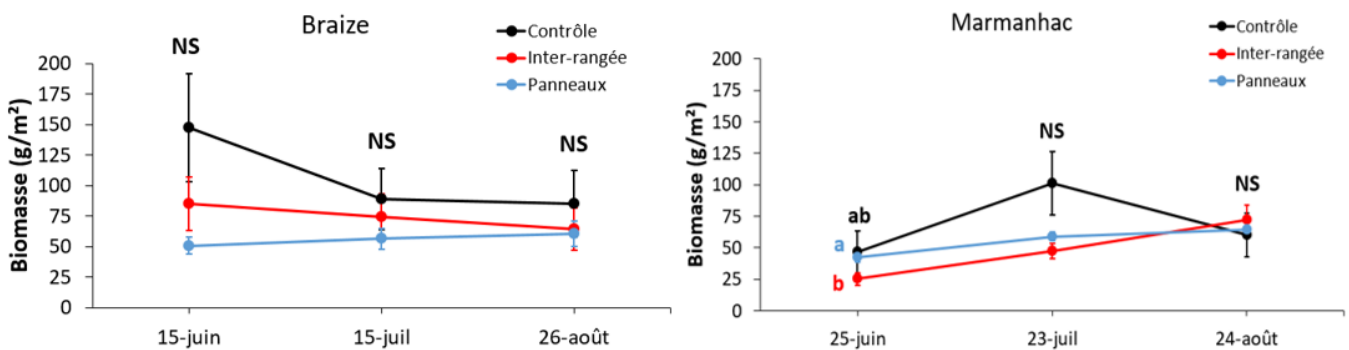 Braize
Contrôle
Inter-rangée
Panneaux
NS
NS
NS
Biomasse (g/m²)
200
175
150
125
100
75
50
25
0
15-juin
15-juil
26-août
Marmanhac
Contrôle
Inter-rangée
Panneaux
NS
NS
ab
a
b
Biomasse (g/m²)
200
175
150
125
100
75
50
25
0
25-juin
23-juil
24-août